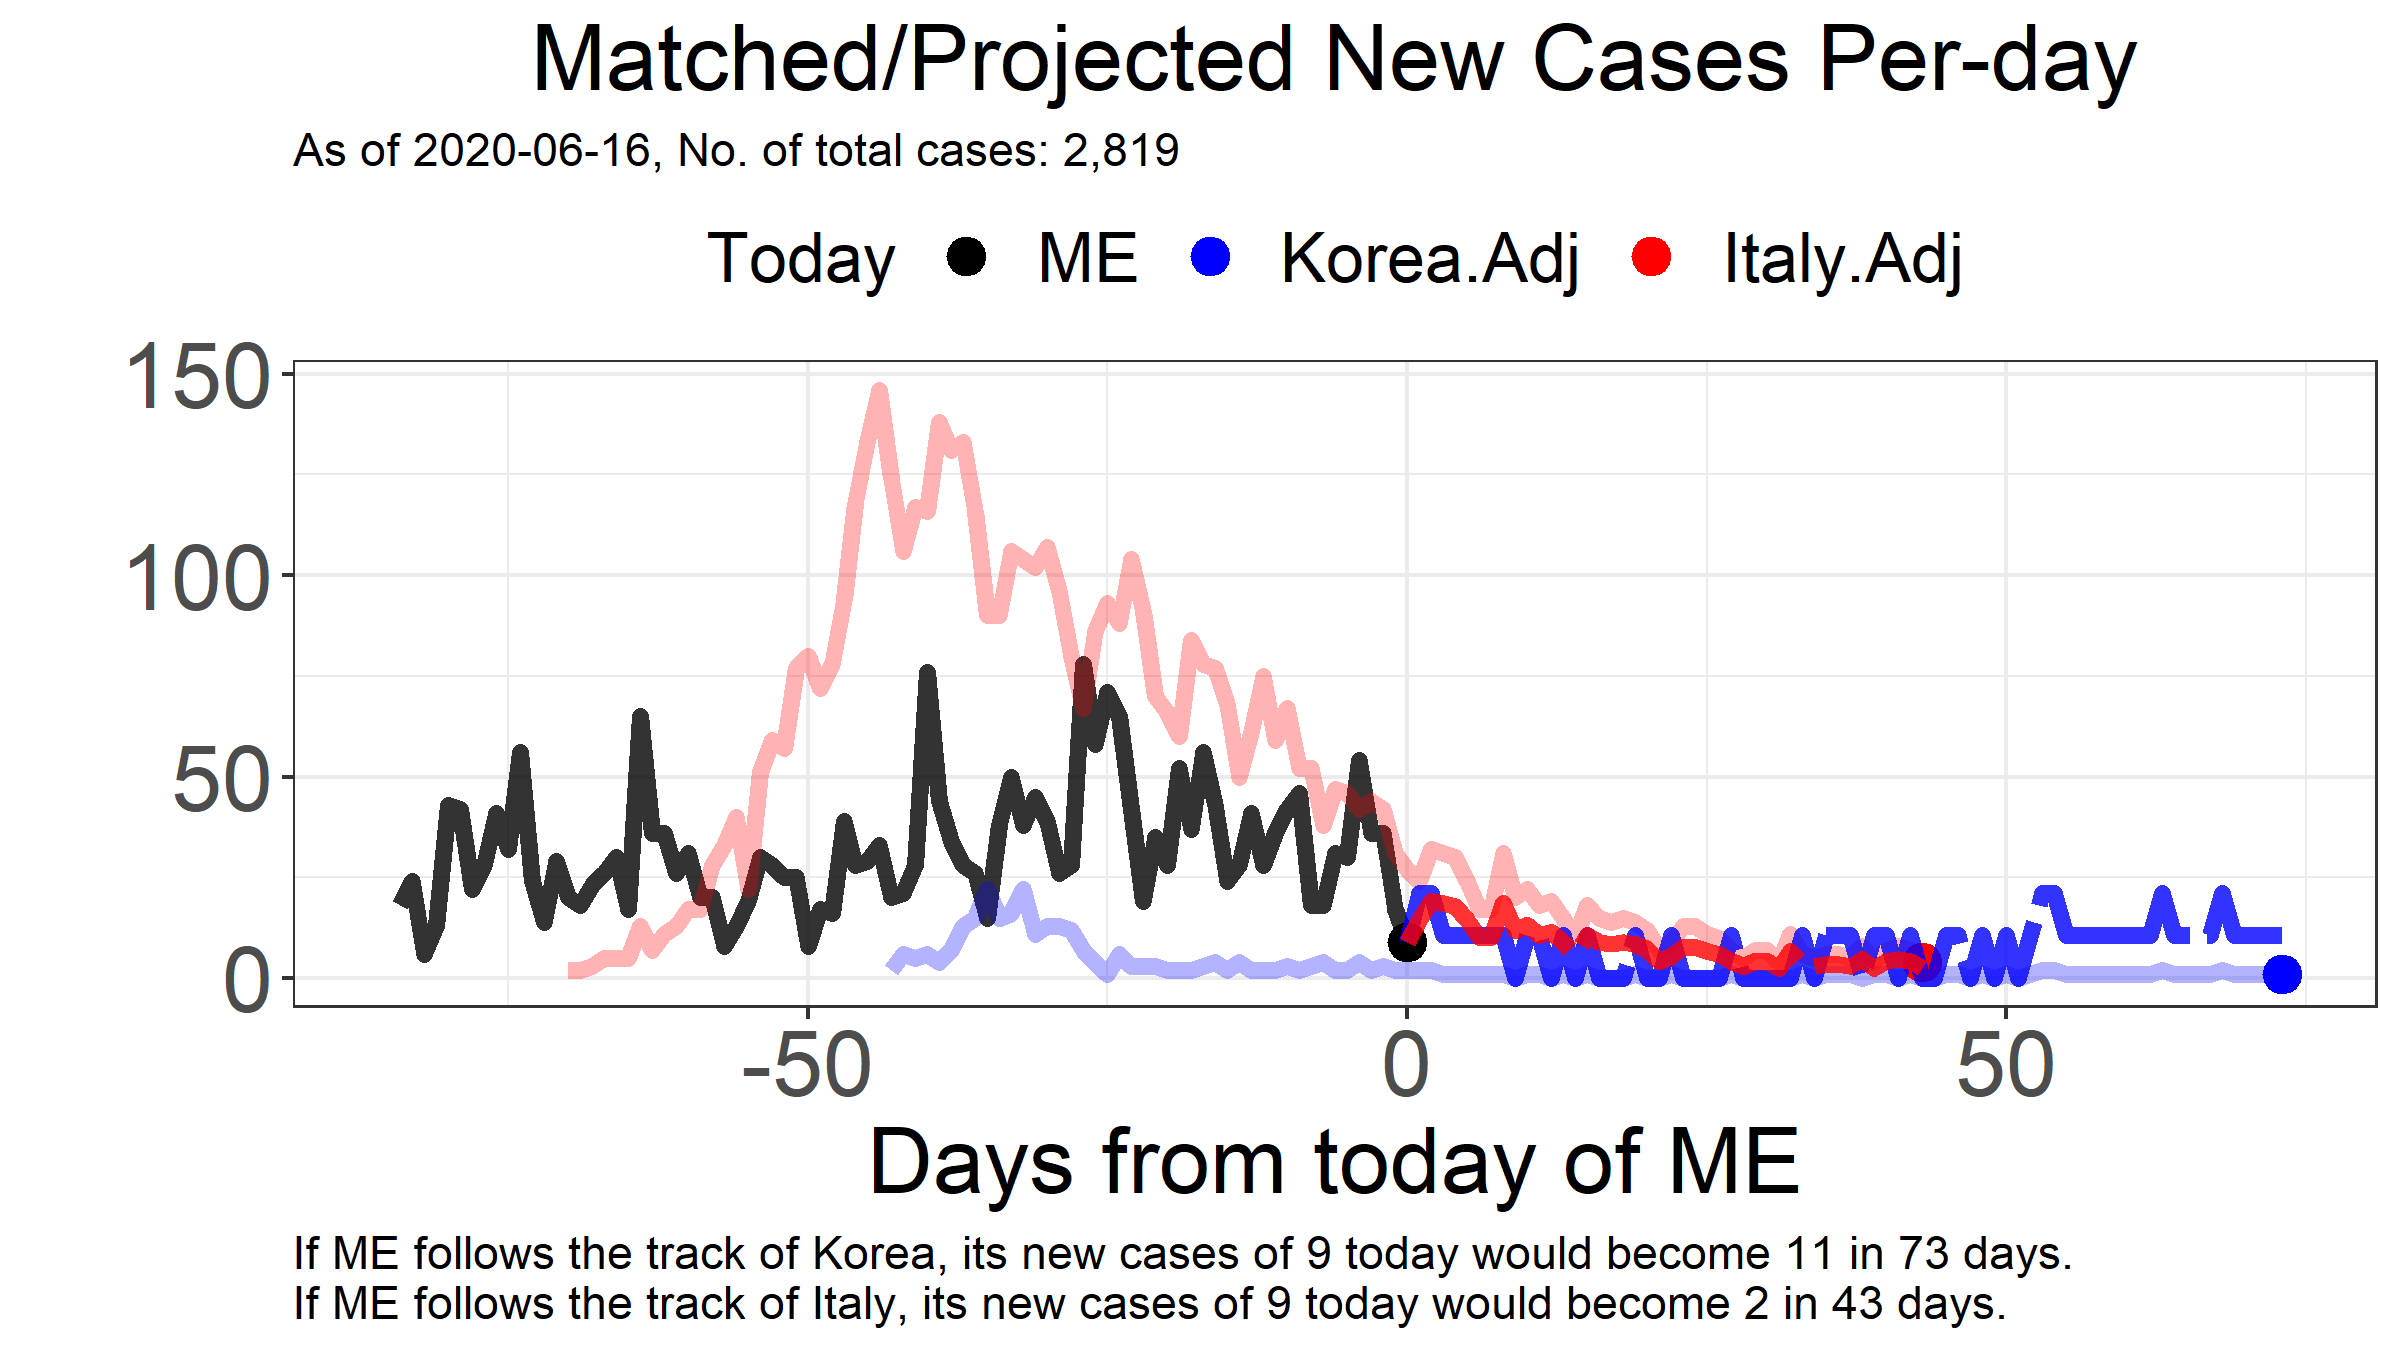 Matched/Projected New Cases Per-day
As of 2020-06-16, No. of total cases: 2,819
Today ME Korea.Adj Italy.Adj
150
100
50
0
-50 0 50
Days from today of ME
If ME follows the track of Korea, its new cases of 9 today would become 11 in 73 days.
If ME follows the track of Italy, its new cases of 9 today would become 2 in 43 days.